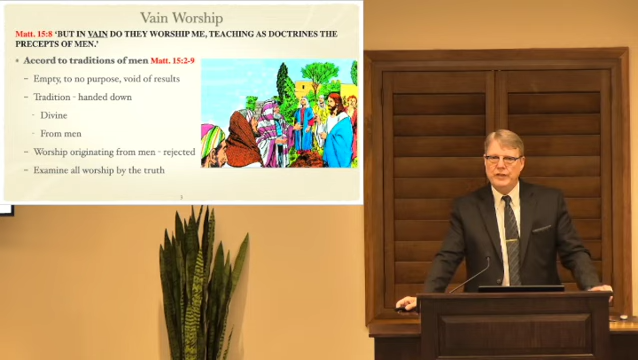 Vain Worship
Matt. 15:8 ‘BUT IN VAIN DO THEY WORSHIP ME, TEACHING AS DOCTRINES THE
PRECEPTS OF MEN.’
Accord to traditions of men Matt. 15:2-9
– Empty, to no purpose, void of results
– Tradition - handed down
· Divine
· From men
– Worship originating from men - rejected
– Examine all worship by the truth